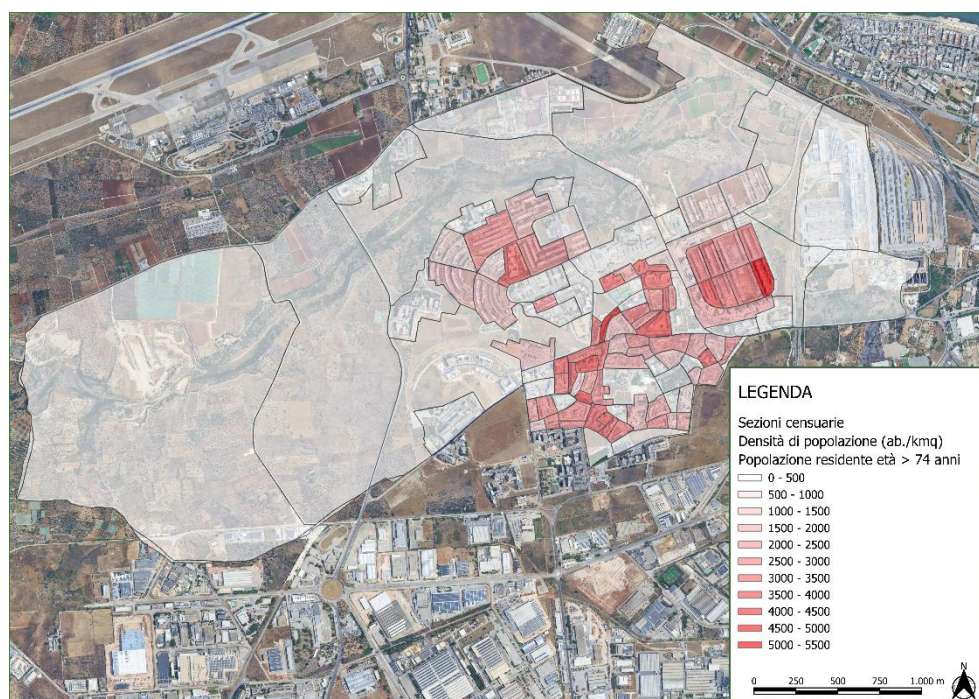 LEGENDA
Sezioni censuarie
Densità di popolazione (ab./kmq)
Popolazione residente età > 74 anni
0 - 500
500 - 1000
1000 - 1500
1500 - 2000
2000 - 2500
2500 - 3000
3000 - 3500
3500 - 4000
4000 - 4500
4500 - 5000
5000 - 5500
N
0 250 500 750 1.000 m